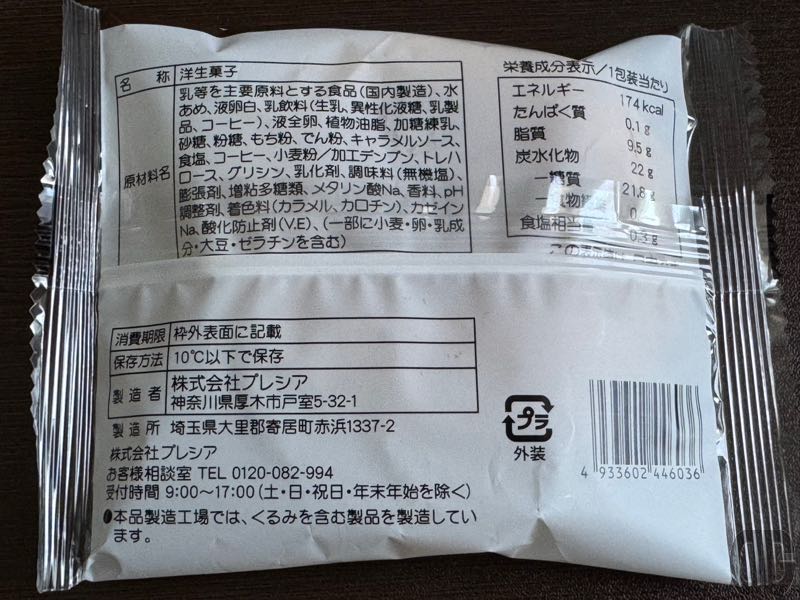 名称 洋生菓子
原材料名
乳等を主要原料とする食品(国内製造)、水
あめ、液卵白、乳飲料(生乳、異性化液糖、乳製
品、コーヒー)、液全卵、植物油脂、加糖練乳、
砂糖、粉糖、もち粉、でん粉、キャラメルソース、
食塩、コーヒー、小麦粉/加工デンプン、トレハ
ロース、グリシン、乳化剤、調味料(無機塩)、
膨張剤、増粘多糖類、メタリン酸Na、香料、pH
調整剤、着色料(カラメル、カロチン)、カゼイン
Na、酸化防止剤(V.E)、(一部に小麦・卵・乳成
分・大豆・ゼラチンを含む)
栄養成分表示/1包装当たり
エネルギー 174kcal
たんぱく質 0.1g
脂質 9.5g
炭水化物 22g
―糖質 21.8g
食塩相当 0.3g
消費期限 枠外表面に記載
保存方法 10℃以下で保存
製造者 株式会社プレシア
神奈川県厚木市戸室5-32-1
製造所 埼玉県大里郡寄居町赤浜1337-2
株式会社プレシア
お客様相談室 TEL 0120-082-994
受付時間 9:00〜17:00(土・日・祝日・年末年始を除く)
●本品製造工場では、くるみを含む製品を製造してい
ます。
プラ
外装
4 933602 446036